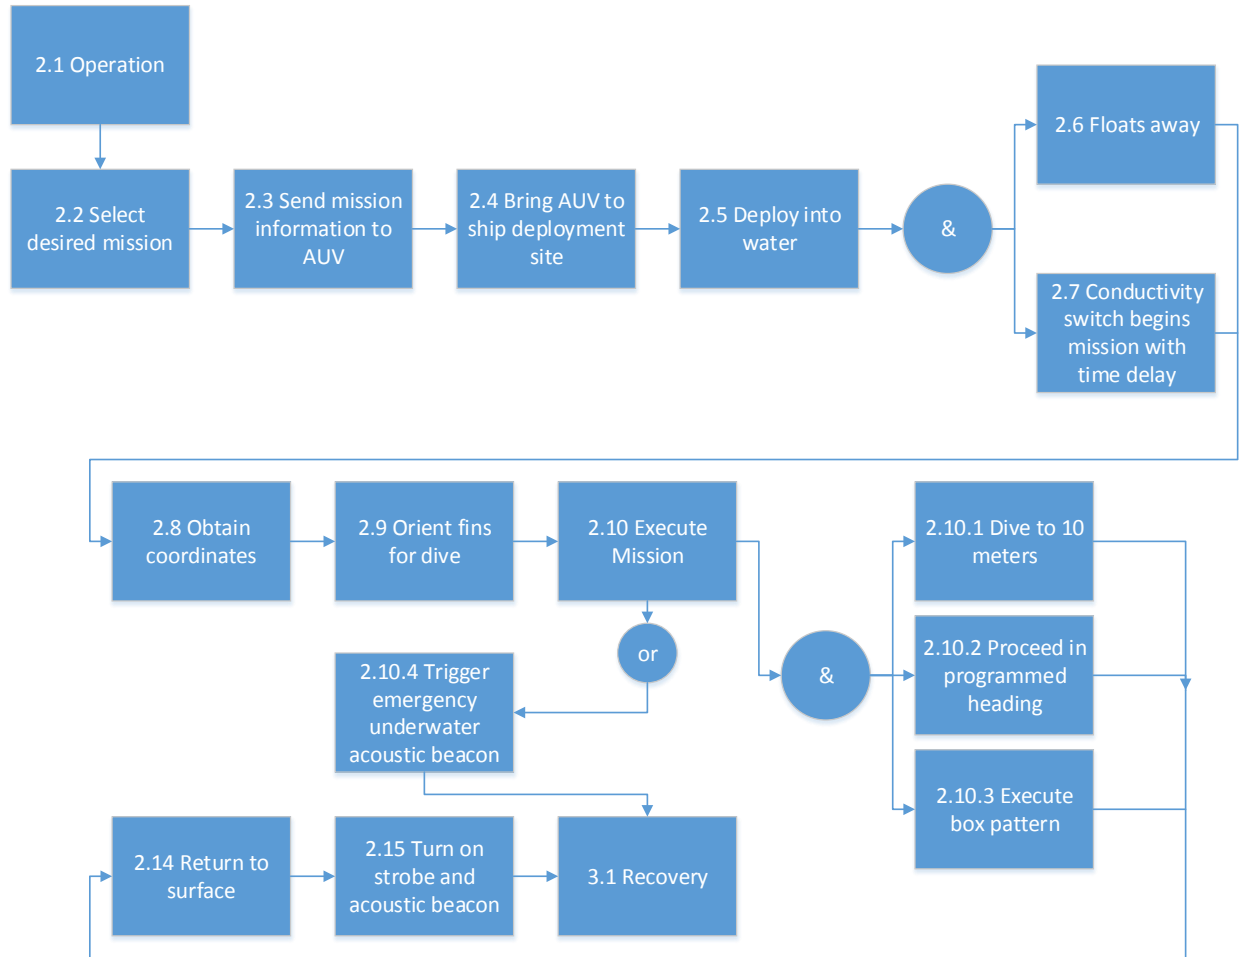 2.1 Operation
2.2 Select
desired mission
2.3 Send mission
information to
AUV
2.4 Bring AUV to
ship deployment
site
2.5 Deploy into
water
&
2.6 Floats away
2.7 Conductivity
switch begins
mission with
time delay
2.8 Obtain
coordinates
2.9 Orient fins
for dive
2.10 Execute
Mission
or
&
2.10.1 Dive to 10
meters
2.10.2 Proceed in
programmed
heading
2.10.3 Execute
box pattern
2.10.4 Trigger
emergency
underwater
acoustic beacon
2.14 Return to
surface
2.15 Turn on
strobe and
acoustic beacon
3.1 Recovery